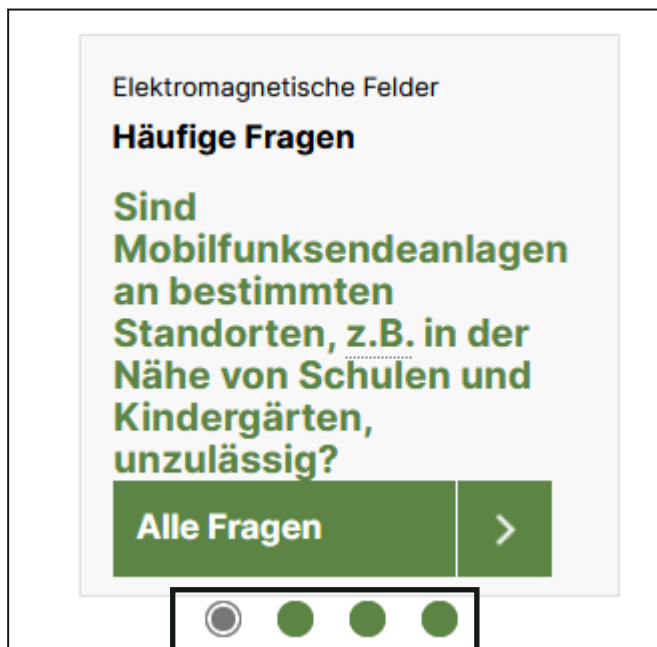 Elektromagnetische Felder
Häufige Fragen
Sind
Mobilfunksendeanlagen
an bestimmten
Standorten, z.B. in der
Nähe von Schulen und
Kindergärten,
unzulässig?
Alle Fragen